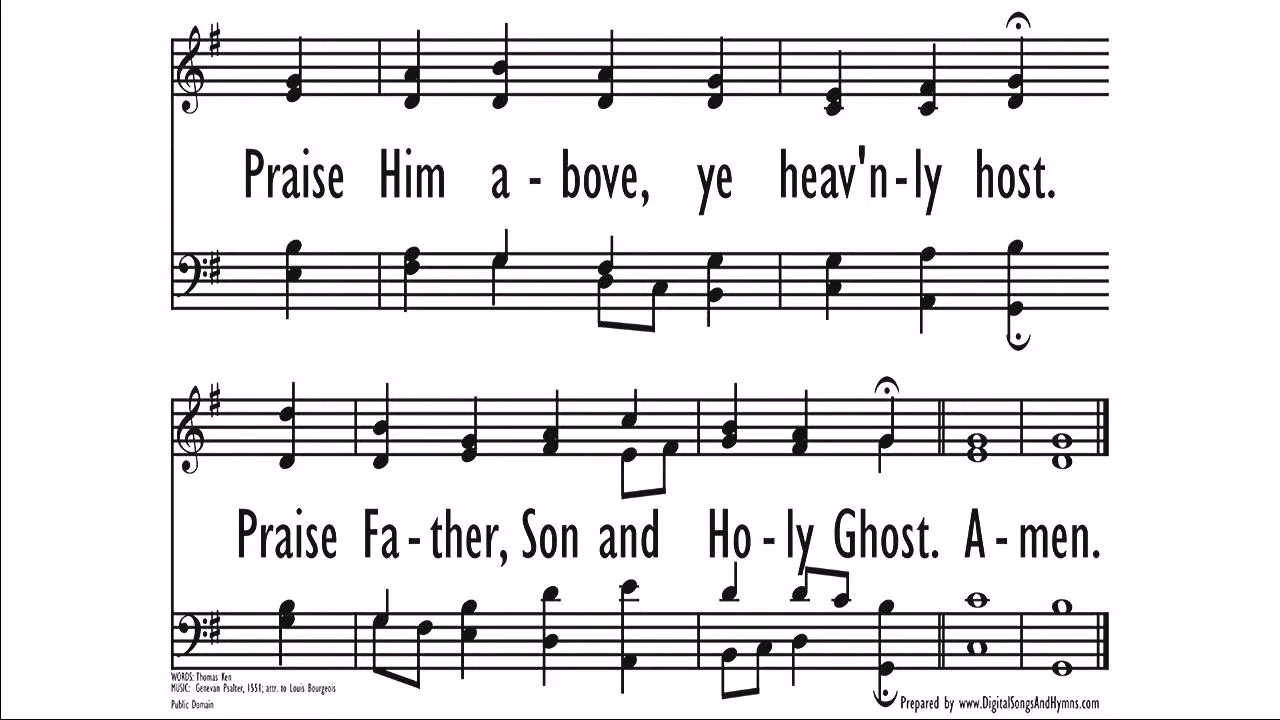 Praise Him a - bove, ye heav'n - ly host.
Praise Fa - ther, Son and Ho - ly Ghost. A - men.
WORDS: Thomas Ken
MUSIC: Genevan Psalter, 1551; attr. to Louis Bourgeois
Public Domain
Prepared by www.DigitalSongsAndHymns.com